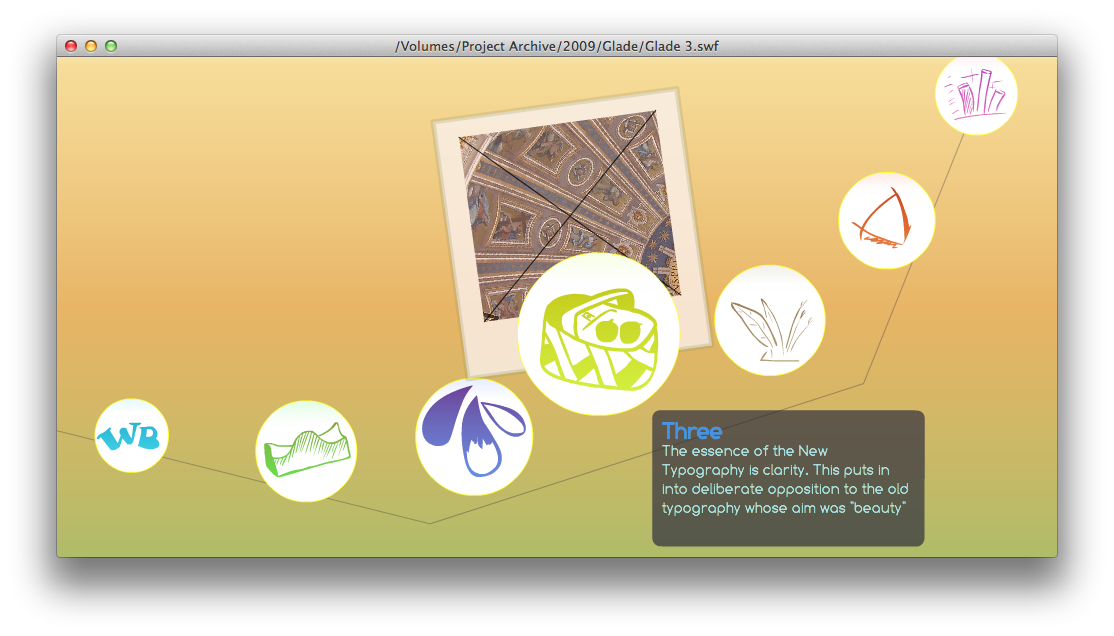 /Volumes/Project Archive/2009/Glade/Glade 3.swf
WB
Three
The essence of the New
Typography is clarity. This puts in
into deliberate opposition to the old
typography whose aim was "beauty"